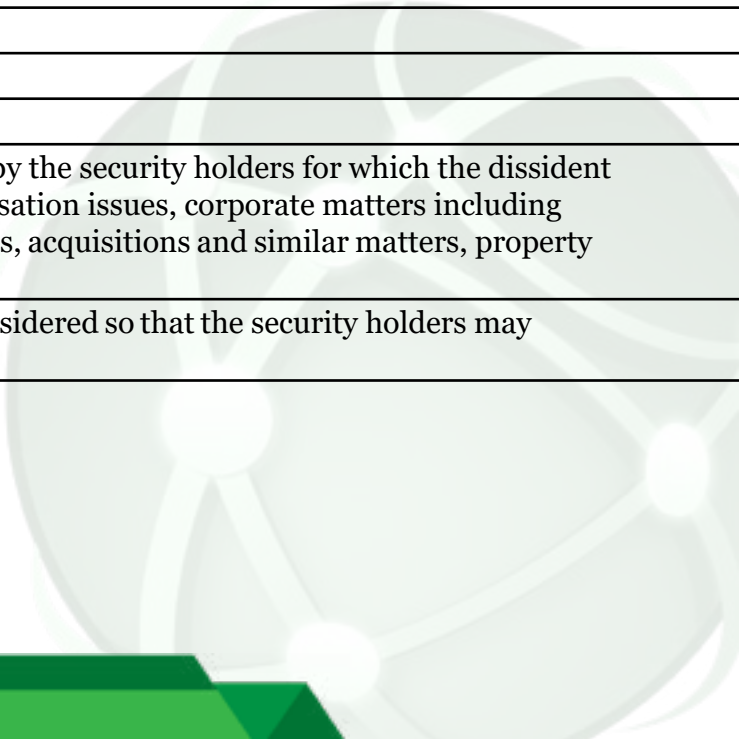 by the security holders for which the dissident
sation issues, corporate matters including
s, acquisitions and similar matters, property
sidered so that the security holders may